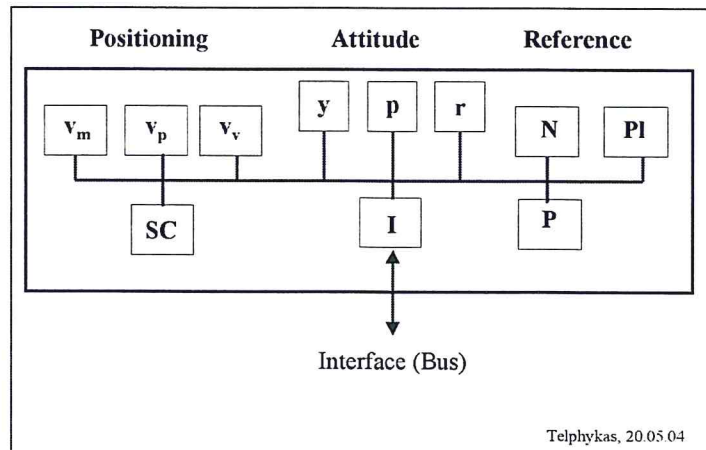 Positioning Attitude Reference
y p r
vₘ vₚ vᵥ N Pl
SC I P
Interface (Bus)
Telphykas, 20.05.04